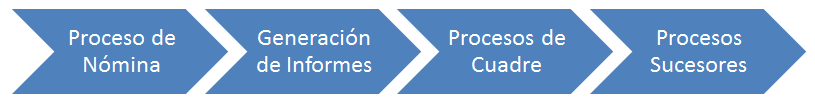 Proceso de
Nómina
Generación
de Informes
Procesos de
Cuadre
Procesos
Sucesores